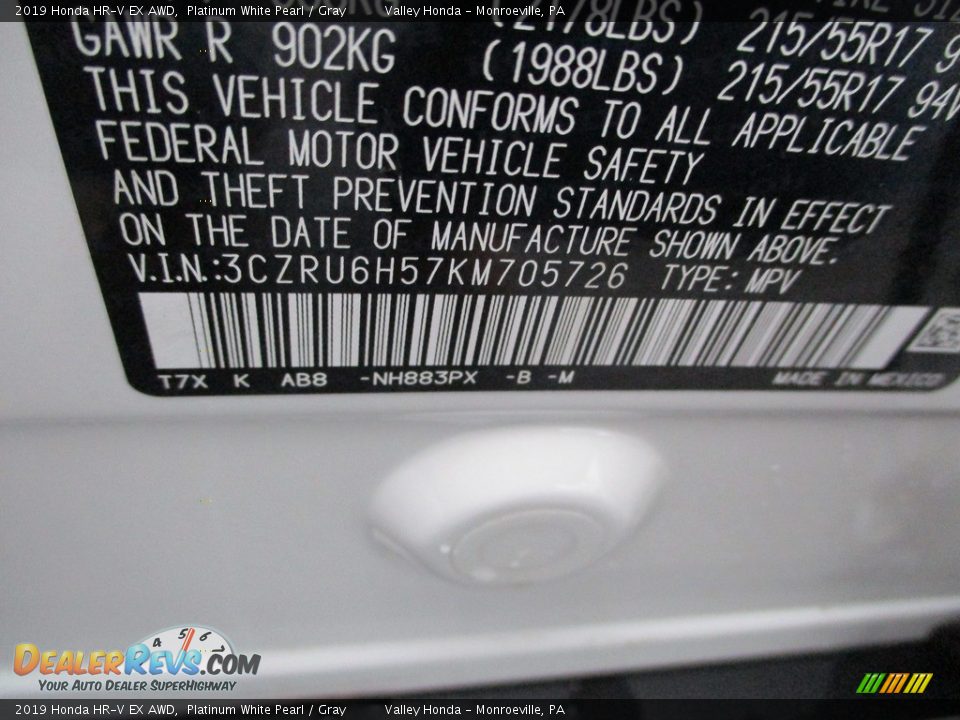 2019 Honda HR-V EX AWD, Platinum White Pearl / Gray Valley Honda - Monroeville, PA
GAWR R 902KG (1988LBS) 215/55R17 94V
THIS VEHICLE CONFORMS TO ALL APPLICABLE
FEDERAL MOTOR VEHICLE SAFETY
AND THEFT PREVENTION STANDARDS IN EFFECT
ON THE DATE OF MANUFACTURE SHOWN ABOVE.
V.I.N.:3CZRU6H57KM705726 TYPE: MPV
T7X K AB8 -NH883PX -B -M MADE IN MEXICO
4 5 6
DEALERREVS.COM
YOUR AUTO DEALER SUPERHIGHWAY
2019 Honda HR-V EX AWD, Platinum White Pearl / Gray Valley Honda - Monroeville, PA